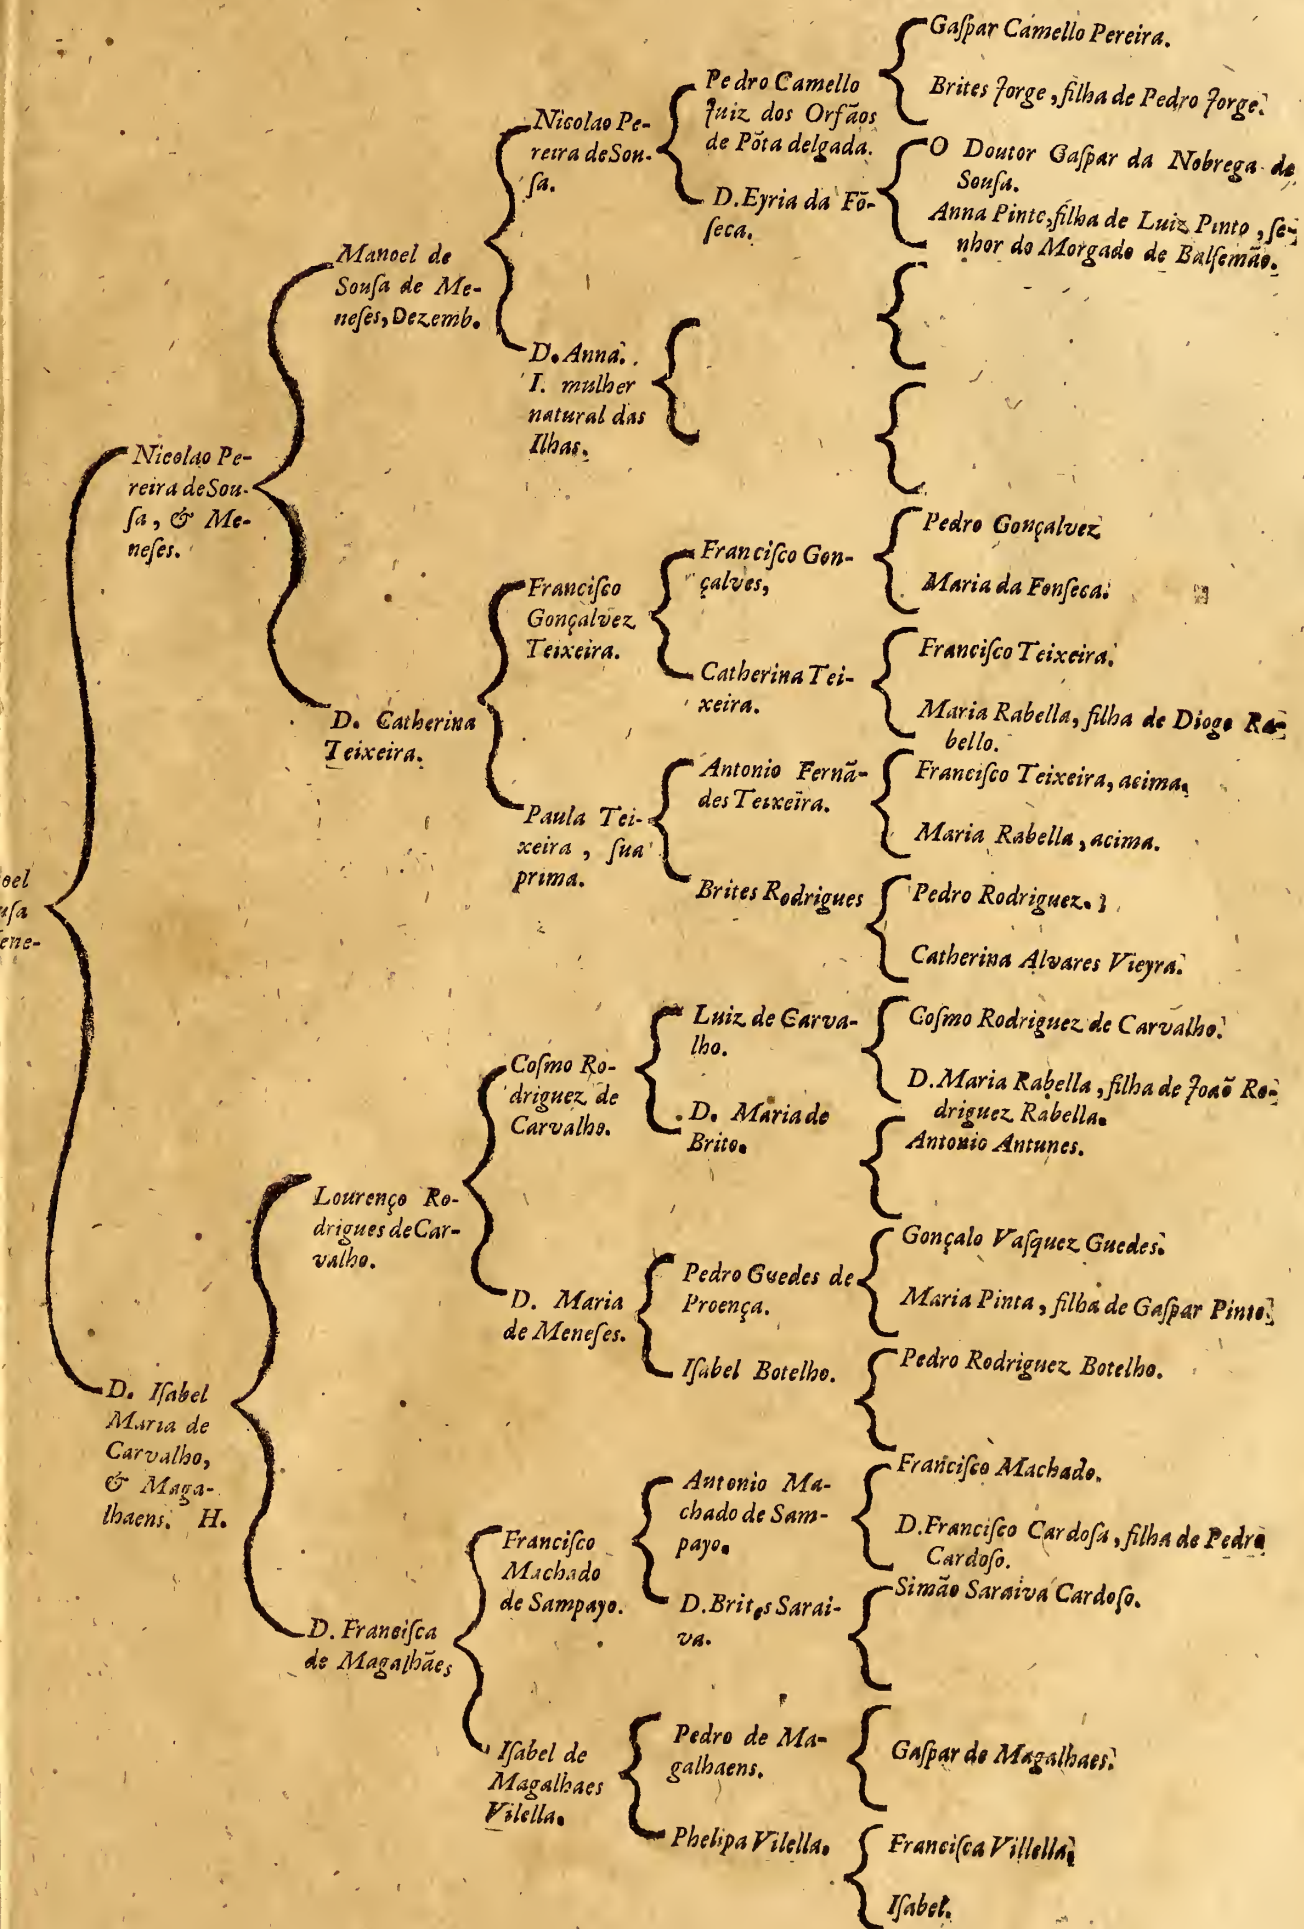 oel
uſa
ene-
Nicolao Pe-
reira de Sou-
ſa, & Me-
neſes.
D. Iſabel
Maria de
Carvalho,
& Maga-
lhaens. H.
Manoel de
Souſa de Me-
neſes, Dezemb.
D. Catherina
Teixeira.
Lourenço Ro-
drigues de Car-
valho.
D. Franciſca
de Magalhães
Nicolao Pe-
reira de Sou-
ſa.
D. Anna.
I. mulher
natural das
Ilhas.
Franciſco
Gonçalvez
Teixeira.
Paula Tei-
xeira, ſua
prima.
Coſmo Ro-
driguez de
Carvalho.
D. Maria
de Meneſes.
Franciſco
Machado
de Sampayo.
Iſabel de
Magalhaes
Vilella.
Pedro Camello
Juiz dos Orfãos
de Põta delgada.
D. Eyria da Fõ-
ſeca.
Franciſco Gon-
çalves,
Catherina Tei-
xeira.
Antonio Fernã-
des Teixeira.
Brites Rodrigues
Luiz de Carva-
lho.
D. Maria de
Brito.
Pedro Guedes de
Proença.
Iſabel Botelho.
Antonio Ma-
chado de Sam-
payo.
D. Brites Sarai-
va.
Pedro de Ma-
galhaens.
Phelipa Vilella.
Gaſpar Camello Pereira.
Brites Jorge, filha de Pedro Jorge.
O Doutor Gaſpar da Nobrega de
Souſa.
Anna Pinto, filha de Luiz Pinto, ſe-
nhor do Morgado de Balſemão.
Pedro Gonçalvez
Maria da Fonſeca.
Franciſco Teixeira.
Maria Rabella, filha de Diogo Ra-
bello.
Franciſco Teixeira, acima.
Maria Rabella, acima.
Pedro Rodriguez.
Catherina Alvares Vieyra.
Coſmo Rodriguez de Carvalho.
D. Maria Rabella, filha de Joaõ Ro-
driguez Rabella.
Antonio Antunes.
Gonçalo Vaſquez Guedes.
Maria Pinta, filha de Gaſpar Pinto.
Pedro Rodriguez Botelho.
Franciſco Machado.
D. Franciſco Cardoſa, filha de Pedro
Cardoſo.
Simão Saraiva Cardoſo.
Gaſpar de Magalhaes.
Franciſca Villella.
Iſabel.